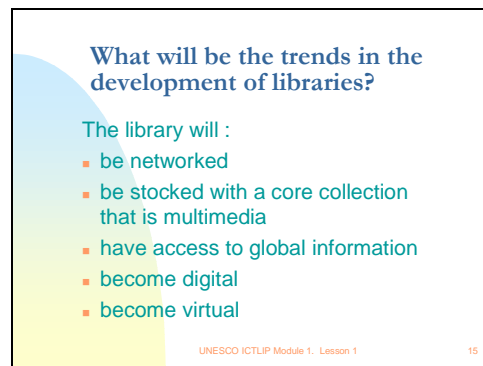 What will be the trends in the
development of libraries?
The library will :
■ be networked
■ be stocked with a core collection
that is multimedia
■ have access to global information
■ become digital
■ become virtual
UNESCO ICTLIP Module 1. Lesson 1
15